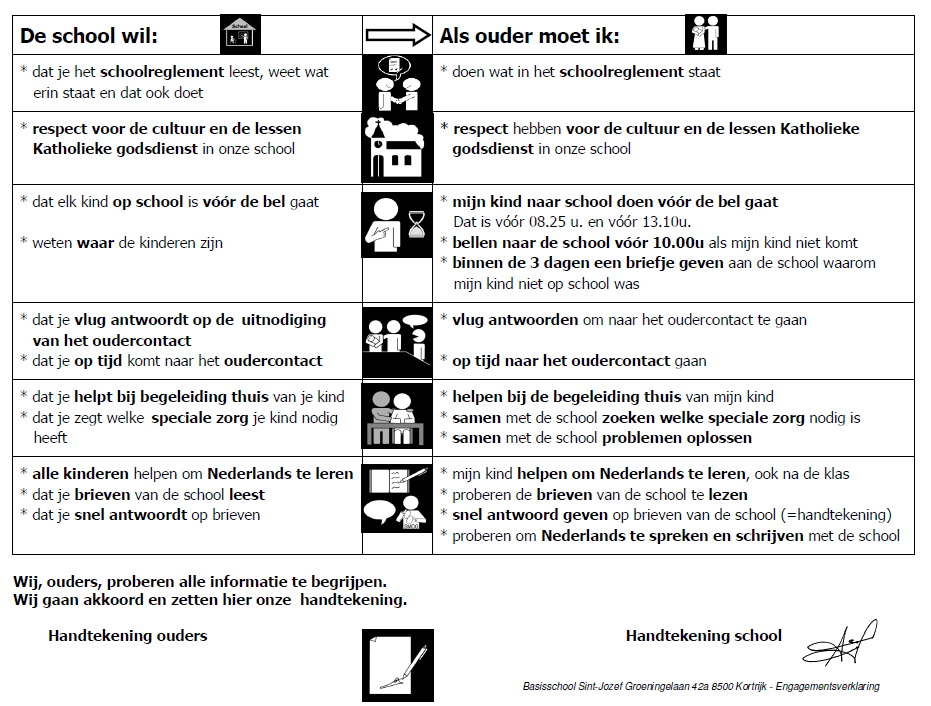 De school wil:
School
Als ouder moet ik:
* dat je het schoolreglement leest, weet wat
erin staat en dat ook doet
* doen wat in het schoolreglement staat
* respect voor de cultuur en de lessen
Katholieke godsdienst in onze school
* respect hebben voor de cultuur en de lessen Katholieke
godsdienst in onze school
* dat elk kind op school is vóór de bel gaat
* weten waar de kinderen zijn
* mijn kind naar school doen vóór de bel gaat
Dat is vóór 08.25 u. en vóór 13.10u.
* bellen naar de school vóór 10.00u als mijn kind niet komt
* binnen de 3 dagen een briefje geven aan de school waarom
mijn kind niet op school was
* dat je vlug antwoordt op de uitnodiging
van het oudercontact
* dat je op tijd komt naar het oudercontact
* vlug antwoorden om naar het oudercontact te gaan
* op tijd naar het oudercontact gaan
* dat je helpt bij begeleiding thuis van je kind
* dat je zegt welke speciale zorg je kind nodig
heeft
* helpen bij de begeleiding thuis van mijn kind
* samen met de school zoeken welke speciale zorg nodig is
* samen met de school problemen oplossen
* alle kinderen helpen om Nederlands te leren
* dat je brieven van de school leest
* dat je snel antwoordt op brieven
* mijn kind helpen om Nederlands te leren, ook na de klas
* proberen de brieven van de school te lezen
* snel antwoord geven op brieven van de school (=handtekening)
* proberen om Nederlands te spreken en schrijven met de school
Wij, ouders, proberen alle informatie te begrijpen.
Wij gaan akkoord en zetten hier onze handtekening.
Handtekening ouders
Handtekening school
Basisschool Sint-Jozef Groeningelaan 42a 8500 Kortrijk - Engagementsverklaring